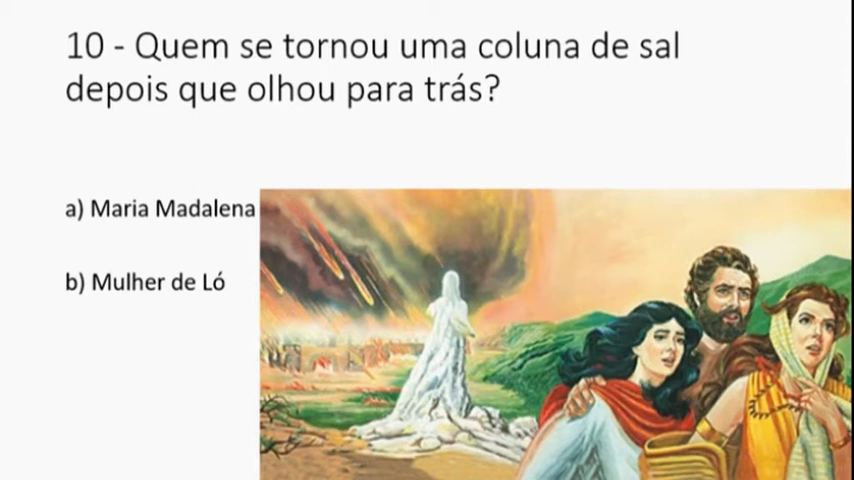 10 - Quem se tornou uma coluna de sal
depois que olhou para trás?
a) Maria Madalena
b) Mulher de Ló